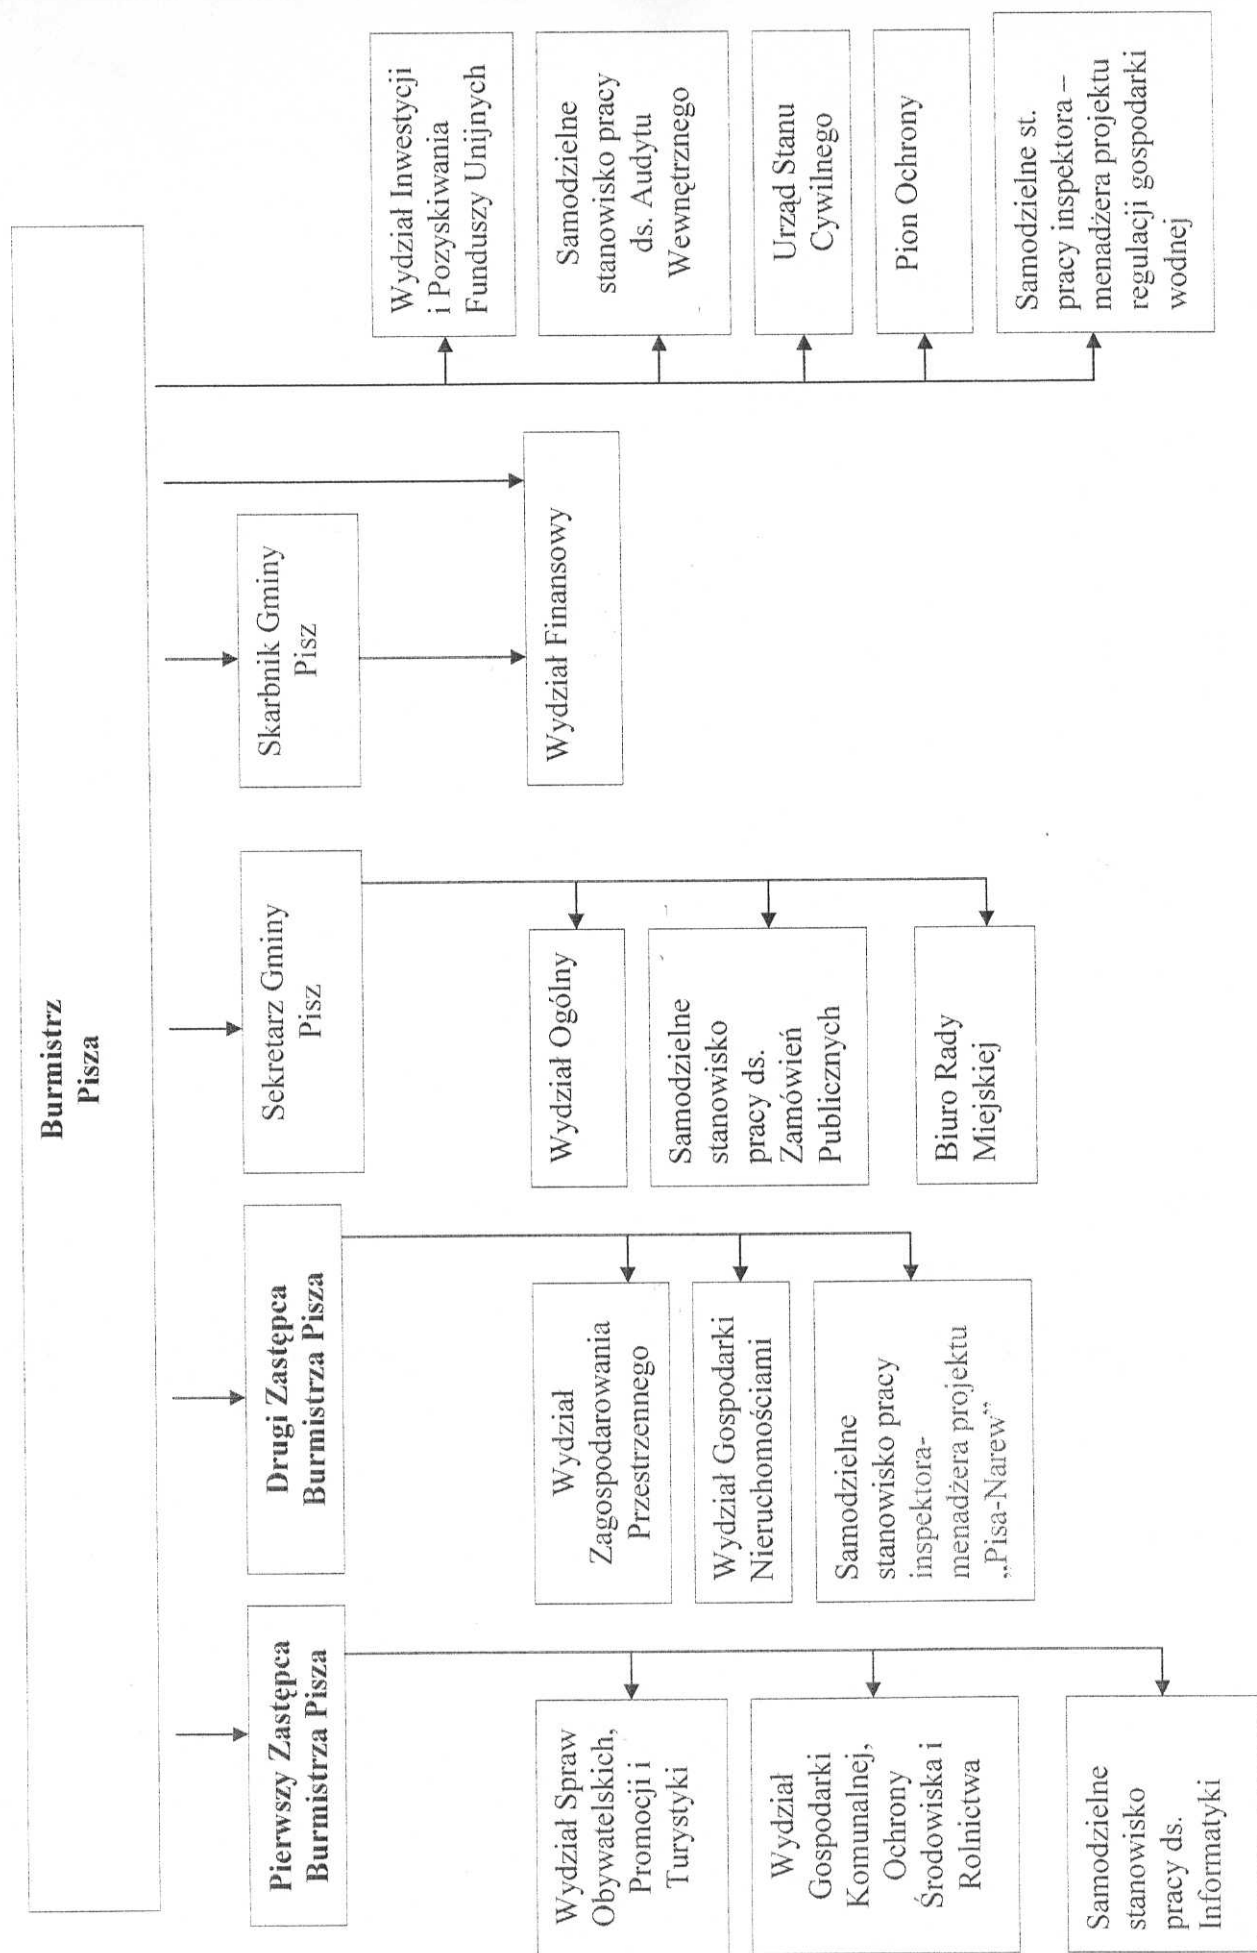 Burmistrz
Pisza
Pierwszy Zastępca
Burmistrza Pisza
Drugi Zastępca
Burmistrza Pisza
Sekretarz Gminy
Pisz
Skarbnik Gminy
Pisz
Wydział Spraw
Obywatelskich,
Promocji i
Turystyki
Wydział
Gospodarki
Komunalnej,
Ochrony
Środowiska i
Rolnictwa
Samodzielne
stanowisko
pracy ds.
Informatyki
Wydział
Zagospodarowania
Przestrzennego
Wydział Gospodarki
Nieruchomościami
Samodzielne
stanowisko pracy
inspektora-
menadżera projektu
„Pisa-Narew”
Wydział Ogólny
Samodzielne
stanowisko
pracy ds.
Zamówień
Publicznych
Biuro Rady
Miejskiej
Wydział Finansowy
Wydział Inwestycji
i Pozyskiwania
Funduszy Unijnych
Samodzielne
stanowisko pracy
ds. Audytu
Wewnętrznego
Urząd Stanu
Cywilnego
Pion Ochrony
Samodzielne st.
pracy inspektora –
menadżera projektu
regulacji gospodarki
wodnej